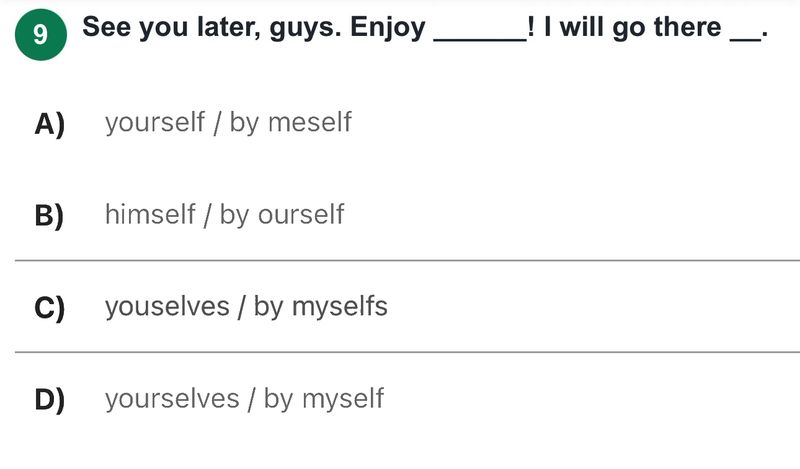 9 See you later, guys. Enjoy ______! I will go there __.
A) yourself / by meself
B) himself / by ourself
C) youselves / by myselfs
D) yourselves / by myself